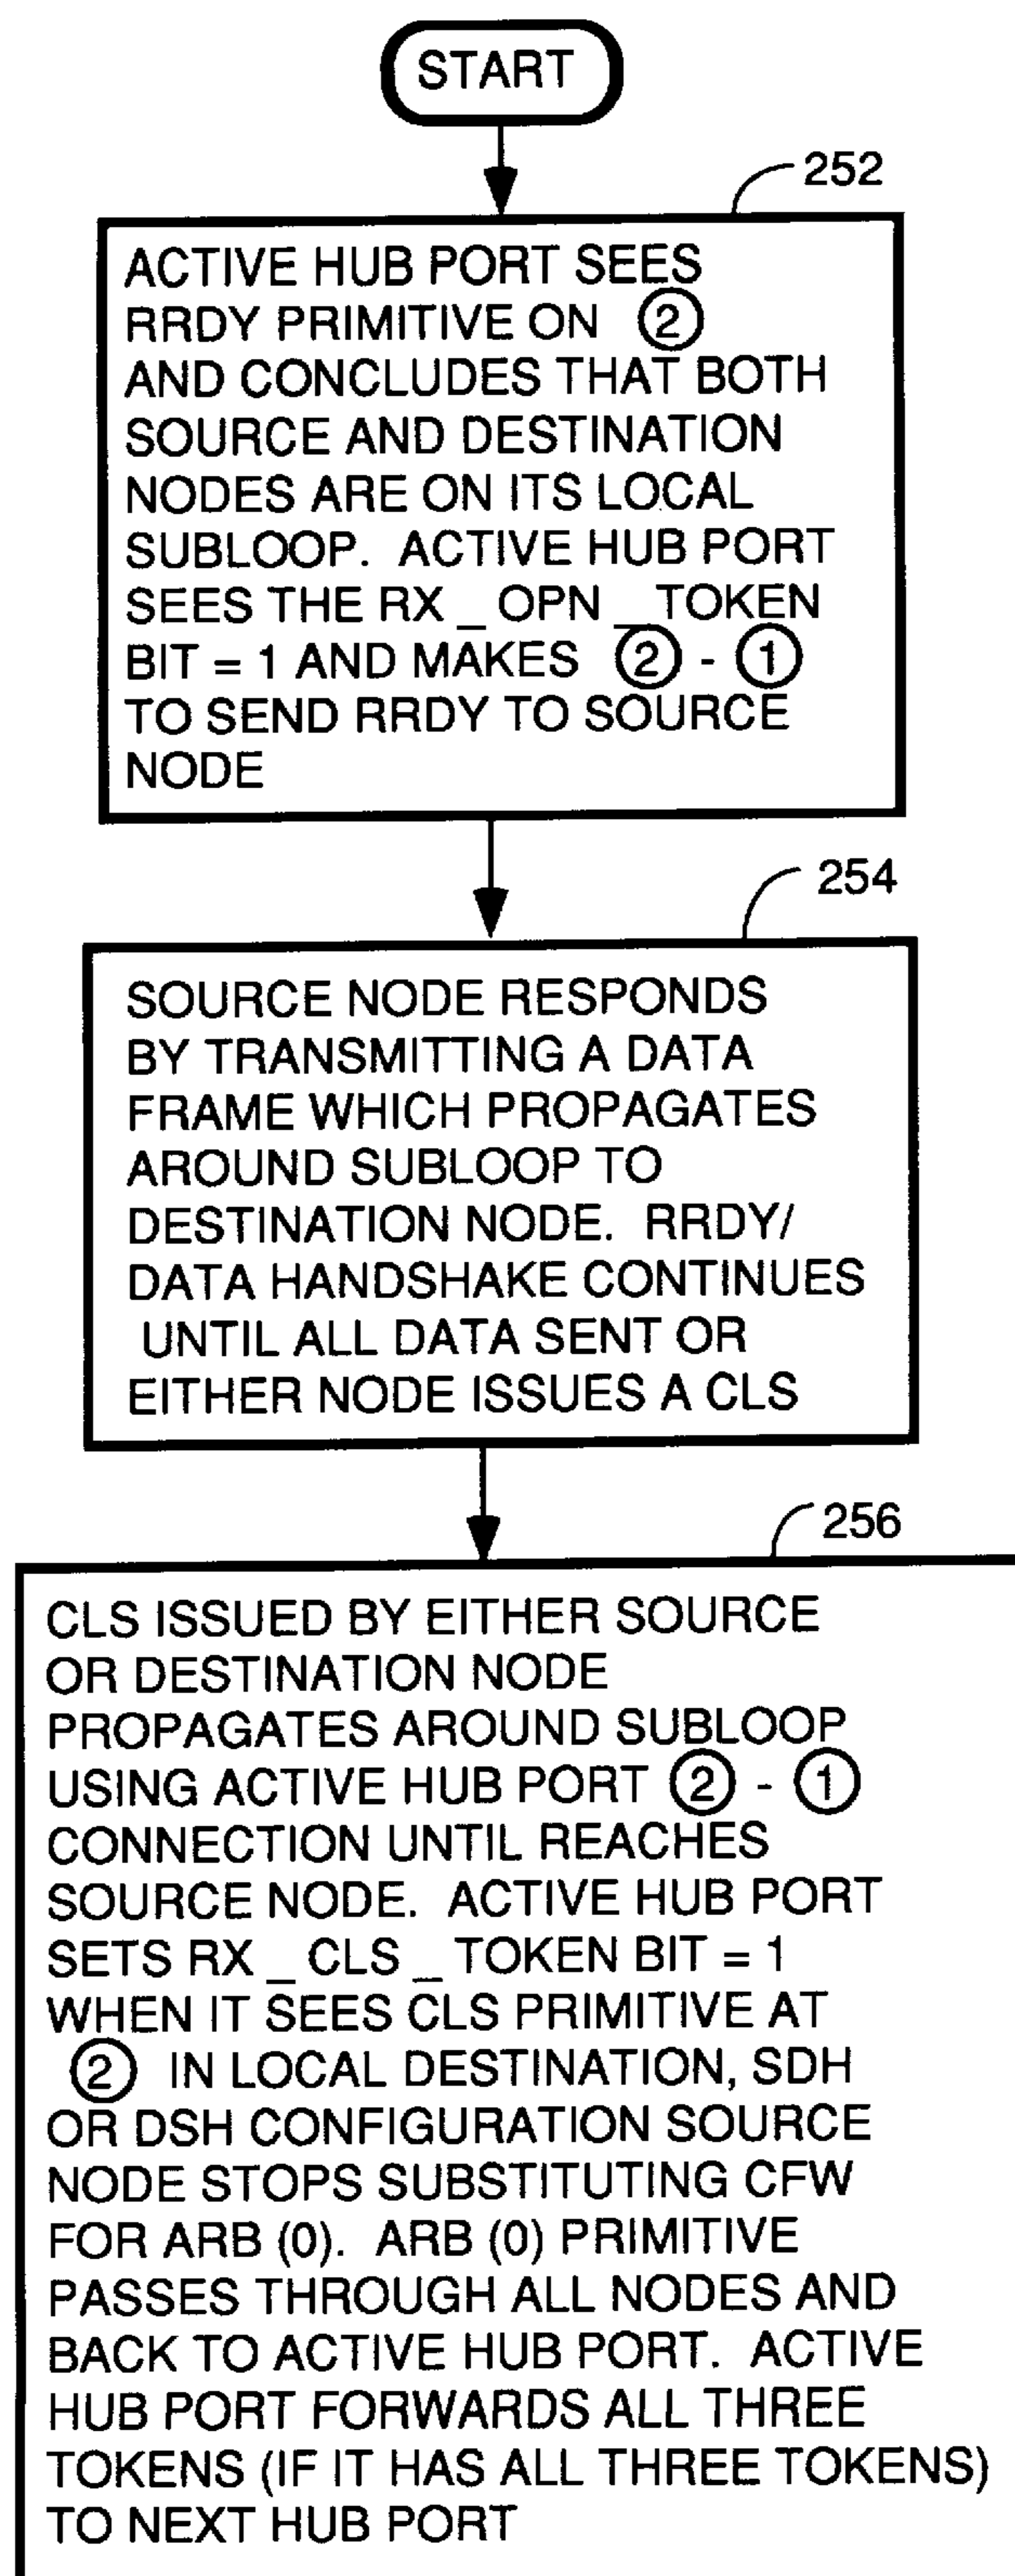 START
252
ACTIVE HUB PORT SEES
RRDY PRIMITIVE ON ②
AND CONCLUDES THAT BOTH
SOURCE AND DESTINATION
NODES ARE ON ITS LOCAL
SUBLOOP. ACTIVE HUB PORT
SEES THE RX _ OPN _ TOKEN
BIT = 1 AND MAKES ② - ①
TO SEND RRDY TO SOURCE
NODE
254
SOURCE NODE RESPONDS
BY TRANSMITTING A DATA
FRAME WHICH PROPAGATES
AROUND SUBLOOP TO
DESTINATION NODE. RRDY/
DATA HANDSHAKE CONTINUES
UNTIL ALL DATA SENT OR
EITHER NODE ISSUES A CLS
256
CLS ISSUED BY EITHER SOURCE
OR DESTINATION NODE
PROPAGATES AROUND SUBLOOP
USING ACTIVE HUB PORT ② - ①
CONNECTION UNTIL REACHES
SOURCE NODE. ACTIVE HUB PORT
SETS RX _ CLS _ TOKEN BIT = 1
WHEN IT SEES CLS PRIMITIVE AT
② IN LOCAL DESTINATION, SDH
OR DSH CONFIGURATION SOURCE
NODE STOPS SUBSTITUTING CFW
FOR ARB (0). ARB (0) PRIMITIVE
PASSES THROUGH ALL NODES AND
BACK TO ACTIVE HUB PORT. ACTIVE
HUB PORT FORWARDS ALL THREE
TOKENS (IF IT HAS ALL THREE TOKENS)
TO NEXT HUB PORT